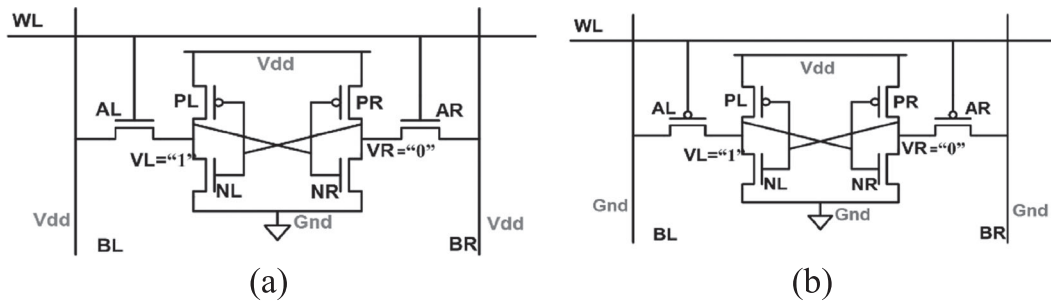 WL
Vdd
PL
PR
AL
AR
VL="1"
VR="0"
NL
NR
Vdd
Gnd
Vdd
BL
BR
(a)
WL
Vdd
PL
PR
AL
AR
VL="1"
VR="0"
NL
NR
Gnd
Gnd
Gnd
BL
BR
(b)